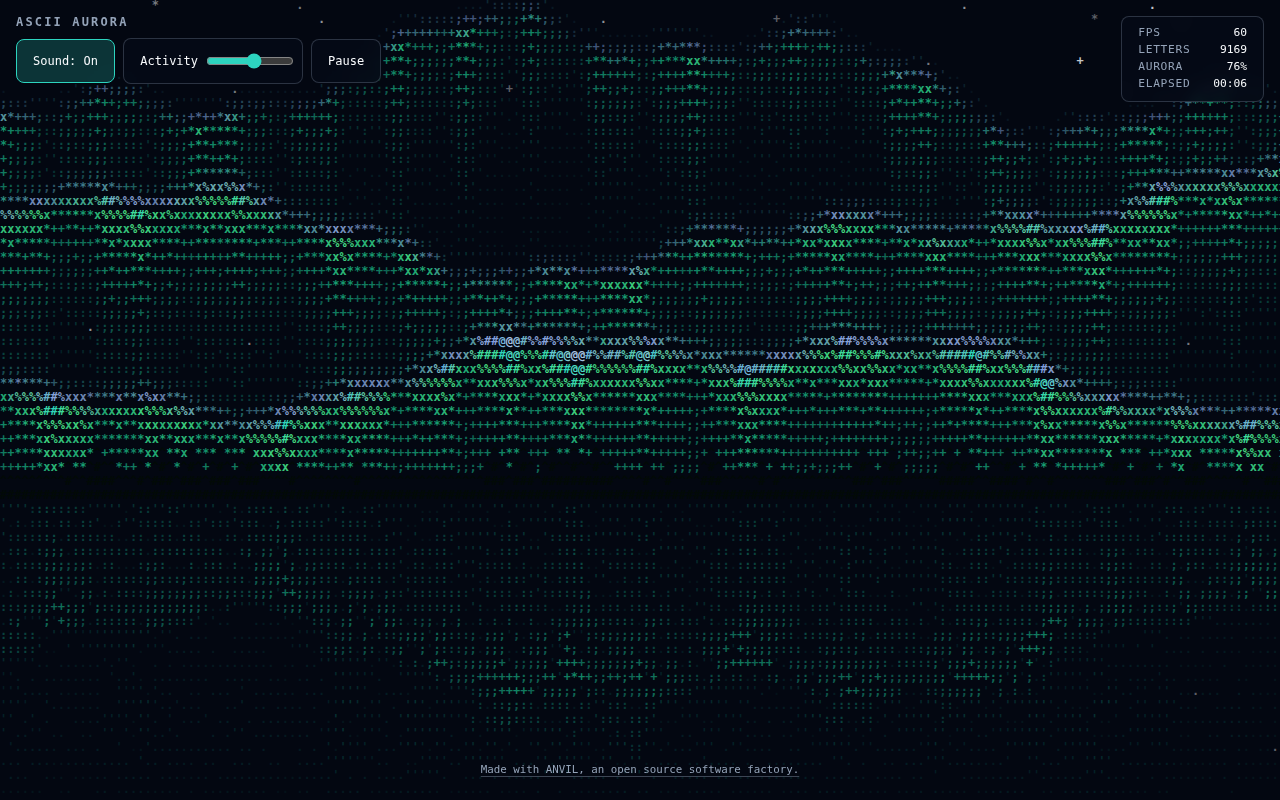 ASCII AURORA
Sound: On
Activity
Pause
FPS 60
LETTERS 9169
AURORA 76%
ELAPSED 00:06
Made with ANVIL, an open source software factory.